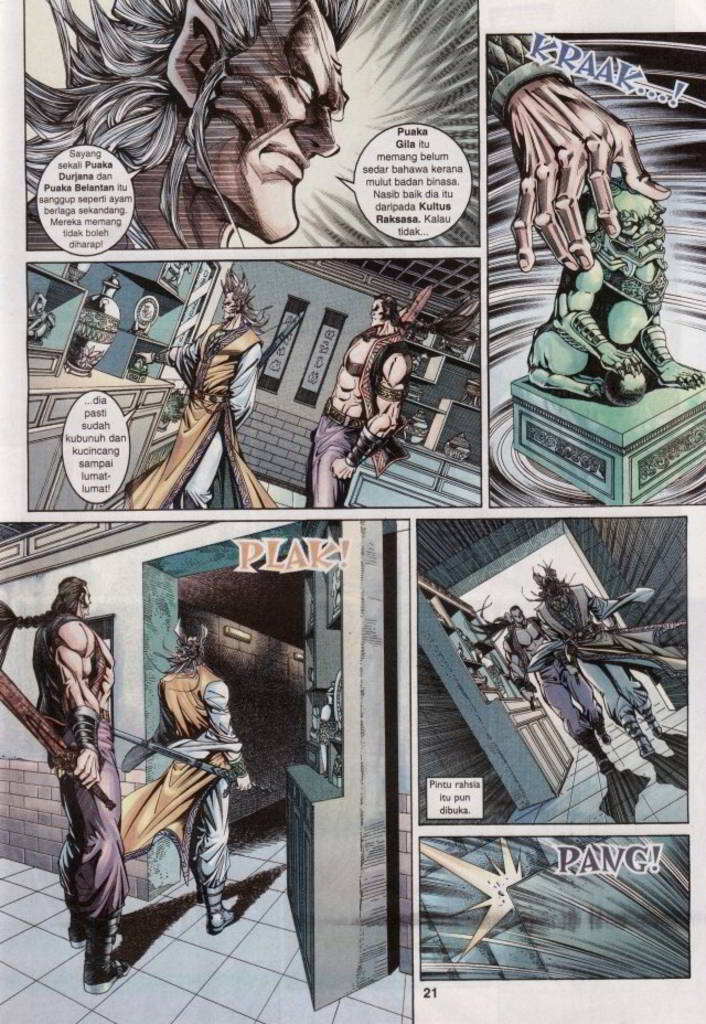 Sayang
sekali Puaka
Durjana dan
Puaka Belantan itu
sanggup seperti ayam
berlaga sekandang.
Mereka memang
tidak boleh
diharap!
Puaka
Gila itu
memang belum
sedar bahawa kerana
mulut badan binasa.
Nasib baik dia itu
daripada Kultus
Raksasa. Kalau
tidak...
KRAAK...!
...dia
pasti
sudah
kubunuh dan
kucincang
sampai
lumat-
lumat!
PLAK!
Pintu rahsia
itu pun
dibuka.
PANG!
21